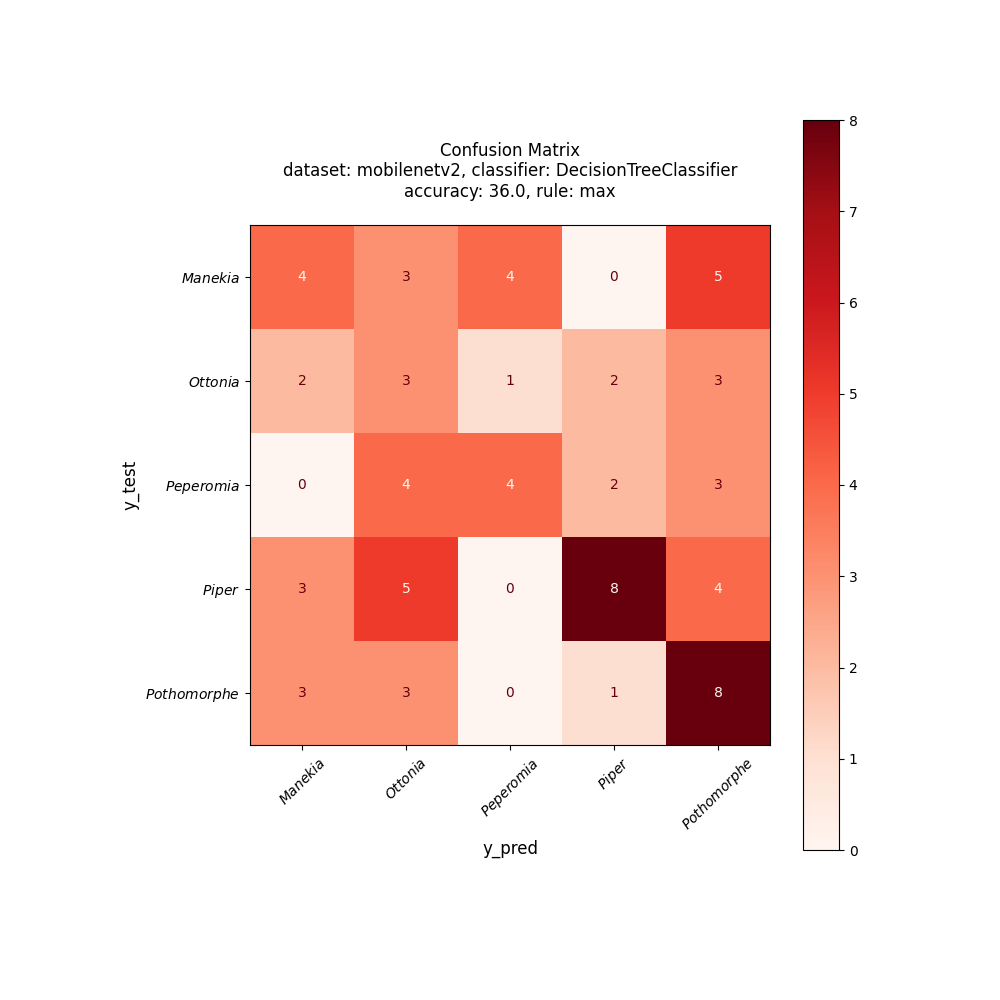 Confusion Matrix
dataset: mobilenetv2, classifier: DecisionTreeClassifier
accuracy: 36.0, rule: max
y_test
Manekia 4 3 4 0 5
Ottonia 2 3 1 2 3
Peperomia 0 4 4 2 3
Piper 3 5 0 8 4
Pothomorphe 3 3 0 1 8
Manekia Ottonia Peperomia Piper Pothomorphe
y_pred
8
7
6
5
4
3
2
1
0